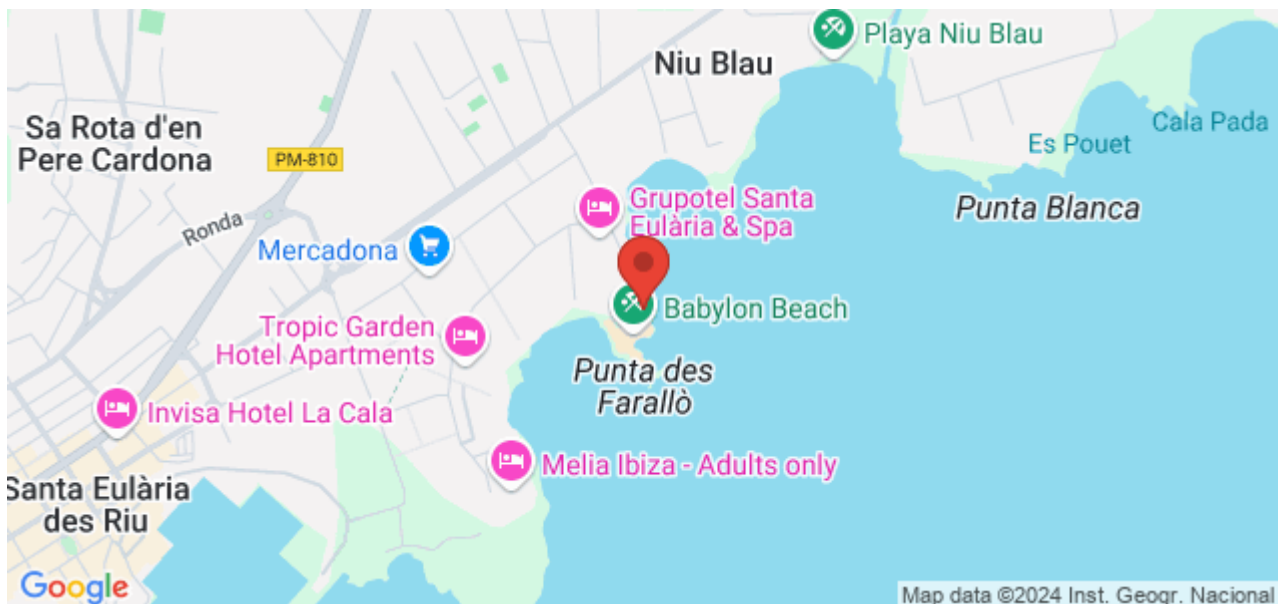 Playa Niu Blau
Niu Blau
Cala Pada
Sa Rota d'en
Pere Cardona
Es Pouet
PM-810
Grupotel Santa
Eulària & Spa
Punta Blanca
Ronda
Mercadona
Babylon Beach
Tropic Garden
Hotel Apartments
Punta des
Farallò
Invisa Hotel La Cala
Melia Ibiza - Adults only
Santa Eulària
des Riu
Google
Map data ©2024 Inst. Geogr. Nacional